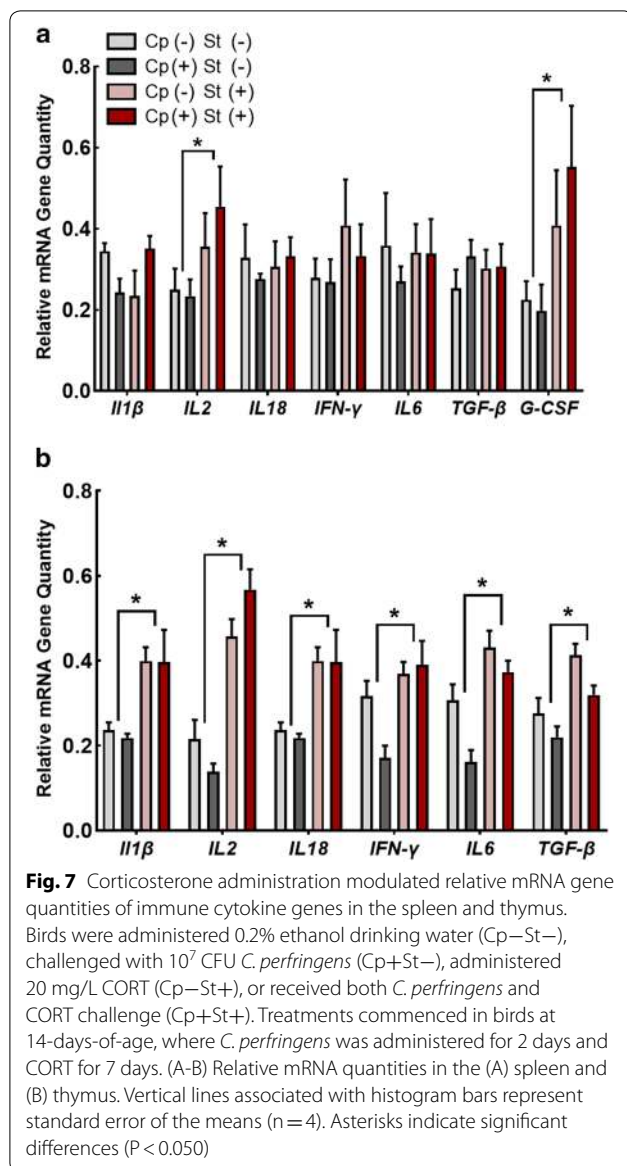 a
Cp (-) St (-)
Cp (+) St (-)
Cp (-) St (+)
Cp (+) St (+)
Relative mRNA Gene Quantity
0.8
0.6
0.4
0.2
0.0
*
*
Il1β IL2 IL18 IFN-γ IL6 TGF-β G-CSF
b
Relative mRNA Gene Quantity
0.8
0.6
0.4
0.2
0.0
*
*
*
*
*
*
Il1β IL2 IL18 IFN-γ IL6 TGF-β
Fig. 7 Corticosterone administration modulated relative mRNA gene
quantities of immune cytokine genes in the spleen and thymus.
Birds were administered 0.2% ethanol drinking water (Cp−St−),
challenged with 10⁷ CFU C. perfringens (Cp+St−), administered
20 mg/L CORT (Cp−St+), or received both C. perfringens and
CORT challenge (Cp+St+). Treatments commenced in birds at
14-days-of-age, where C. perfringens was administered for 2 days and
CORT for 7 days. (A-B) Relative mRNA quantities in the (A) spleen and
(B) thymus. Vertical lines associated with histogram bars represent
standard error of the means (n = 4). Asterisks indicate significant
differences (P < 0.050)